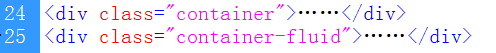 24 <div class="container">……</div>
25 <div class="container-fluid">……</div>